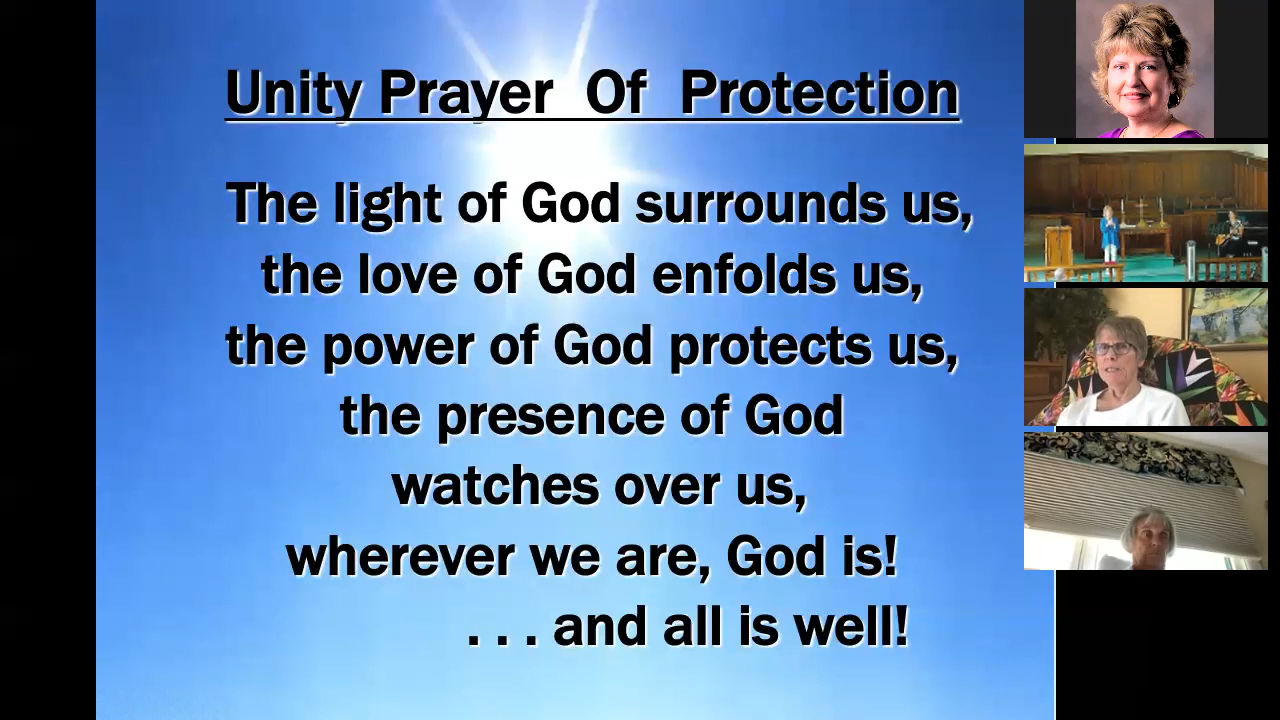 Unity Prayer Of Protection
The light of God surrounds us,
the love of God enfolds us,
the power of God protects us,
the presence of God
watches over us,
wherever we are, God is!
. . . and all is well!